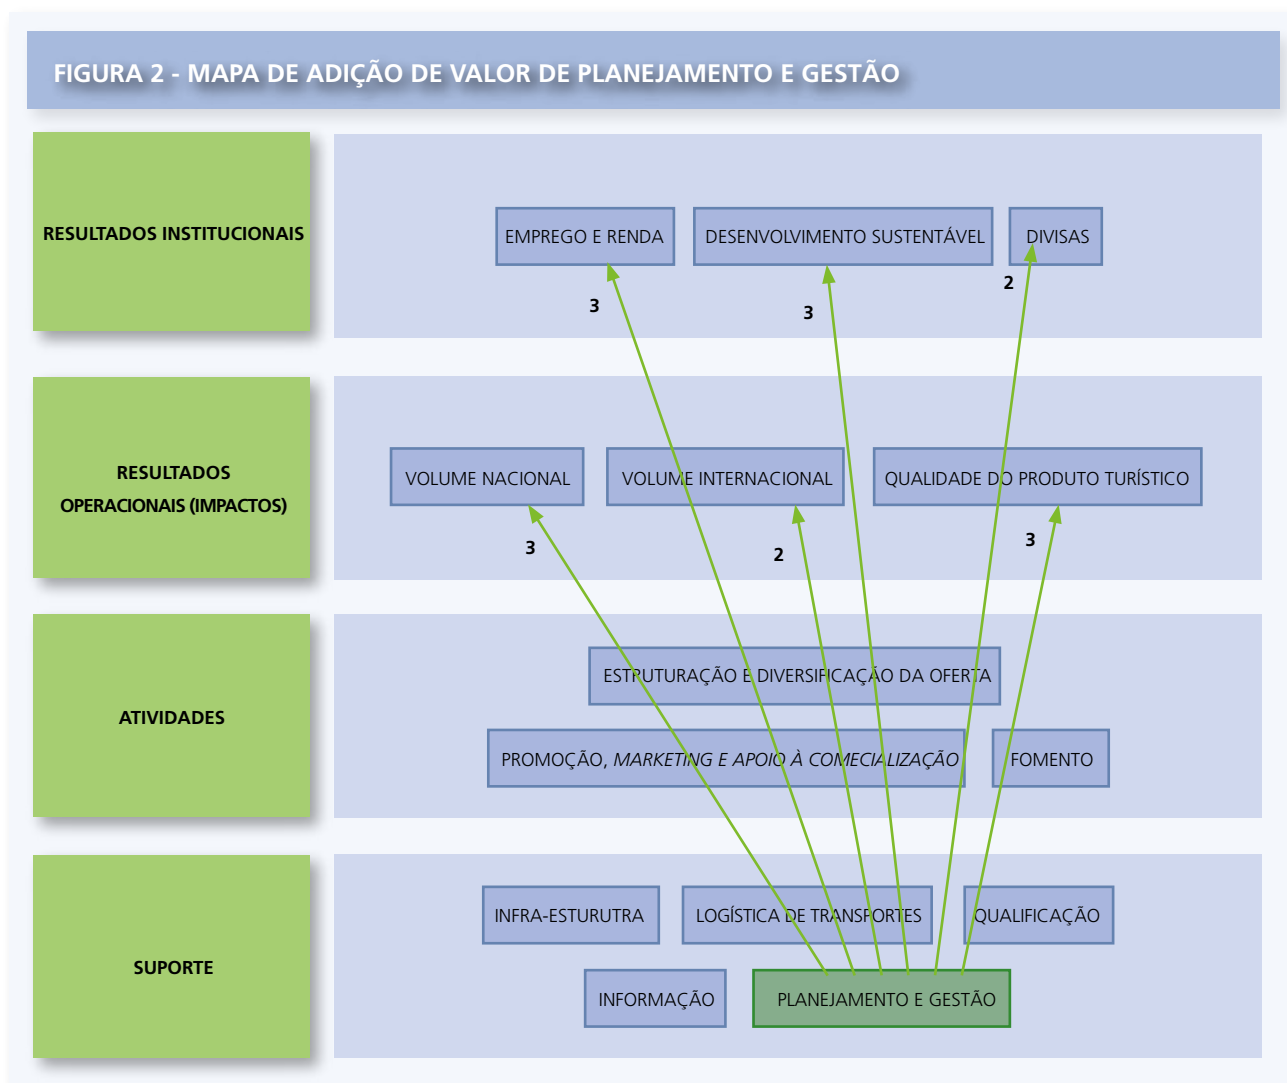 FIGURA 2 - MAPA DE ADIÇÃO DE VALOR DE PLANEJAMENTO E GESTÃO
RESULTADOS INSTITUCIONAIS
EMPREGO E RENDA
DESENVOLVIMENTO SUSTENTÁVEL
DIVISAS
3
3
2
RESULTADOS
OPERACIONAIS (IMPACTOS)
VOLUME NACIONAL
VOLUME INTERNACIONAL
QUALIDADE DO PRODUTO TURÍSTICO
3
2
3
ATIVIDADES
ESTRUTURAÇÃO E DIVERSIFICAÇÃO DA OFERTA
PROMOÇÃO, MARKETING E APOIO À COMECIALIZAÇÃO
FOMENTO
SUPORTE
INFRA-ESTURUTRA
LOGÍSTICA DE TRANSPORTES
QUALIFICAÇÃO
INFORMAÇÃO
PLANEJAMENTO E GESTÃO